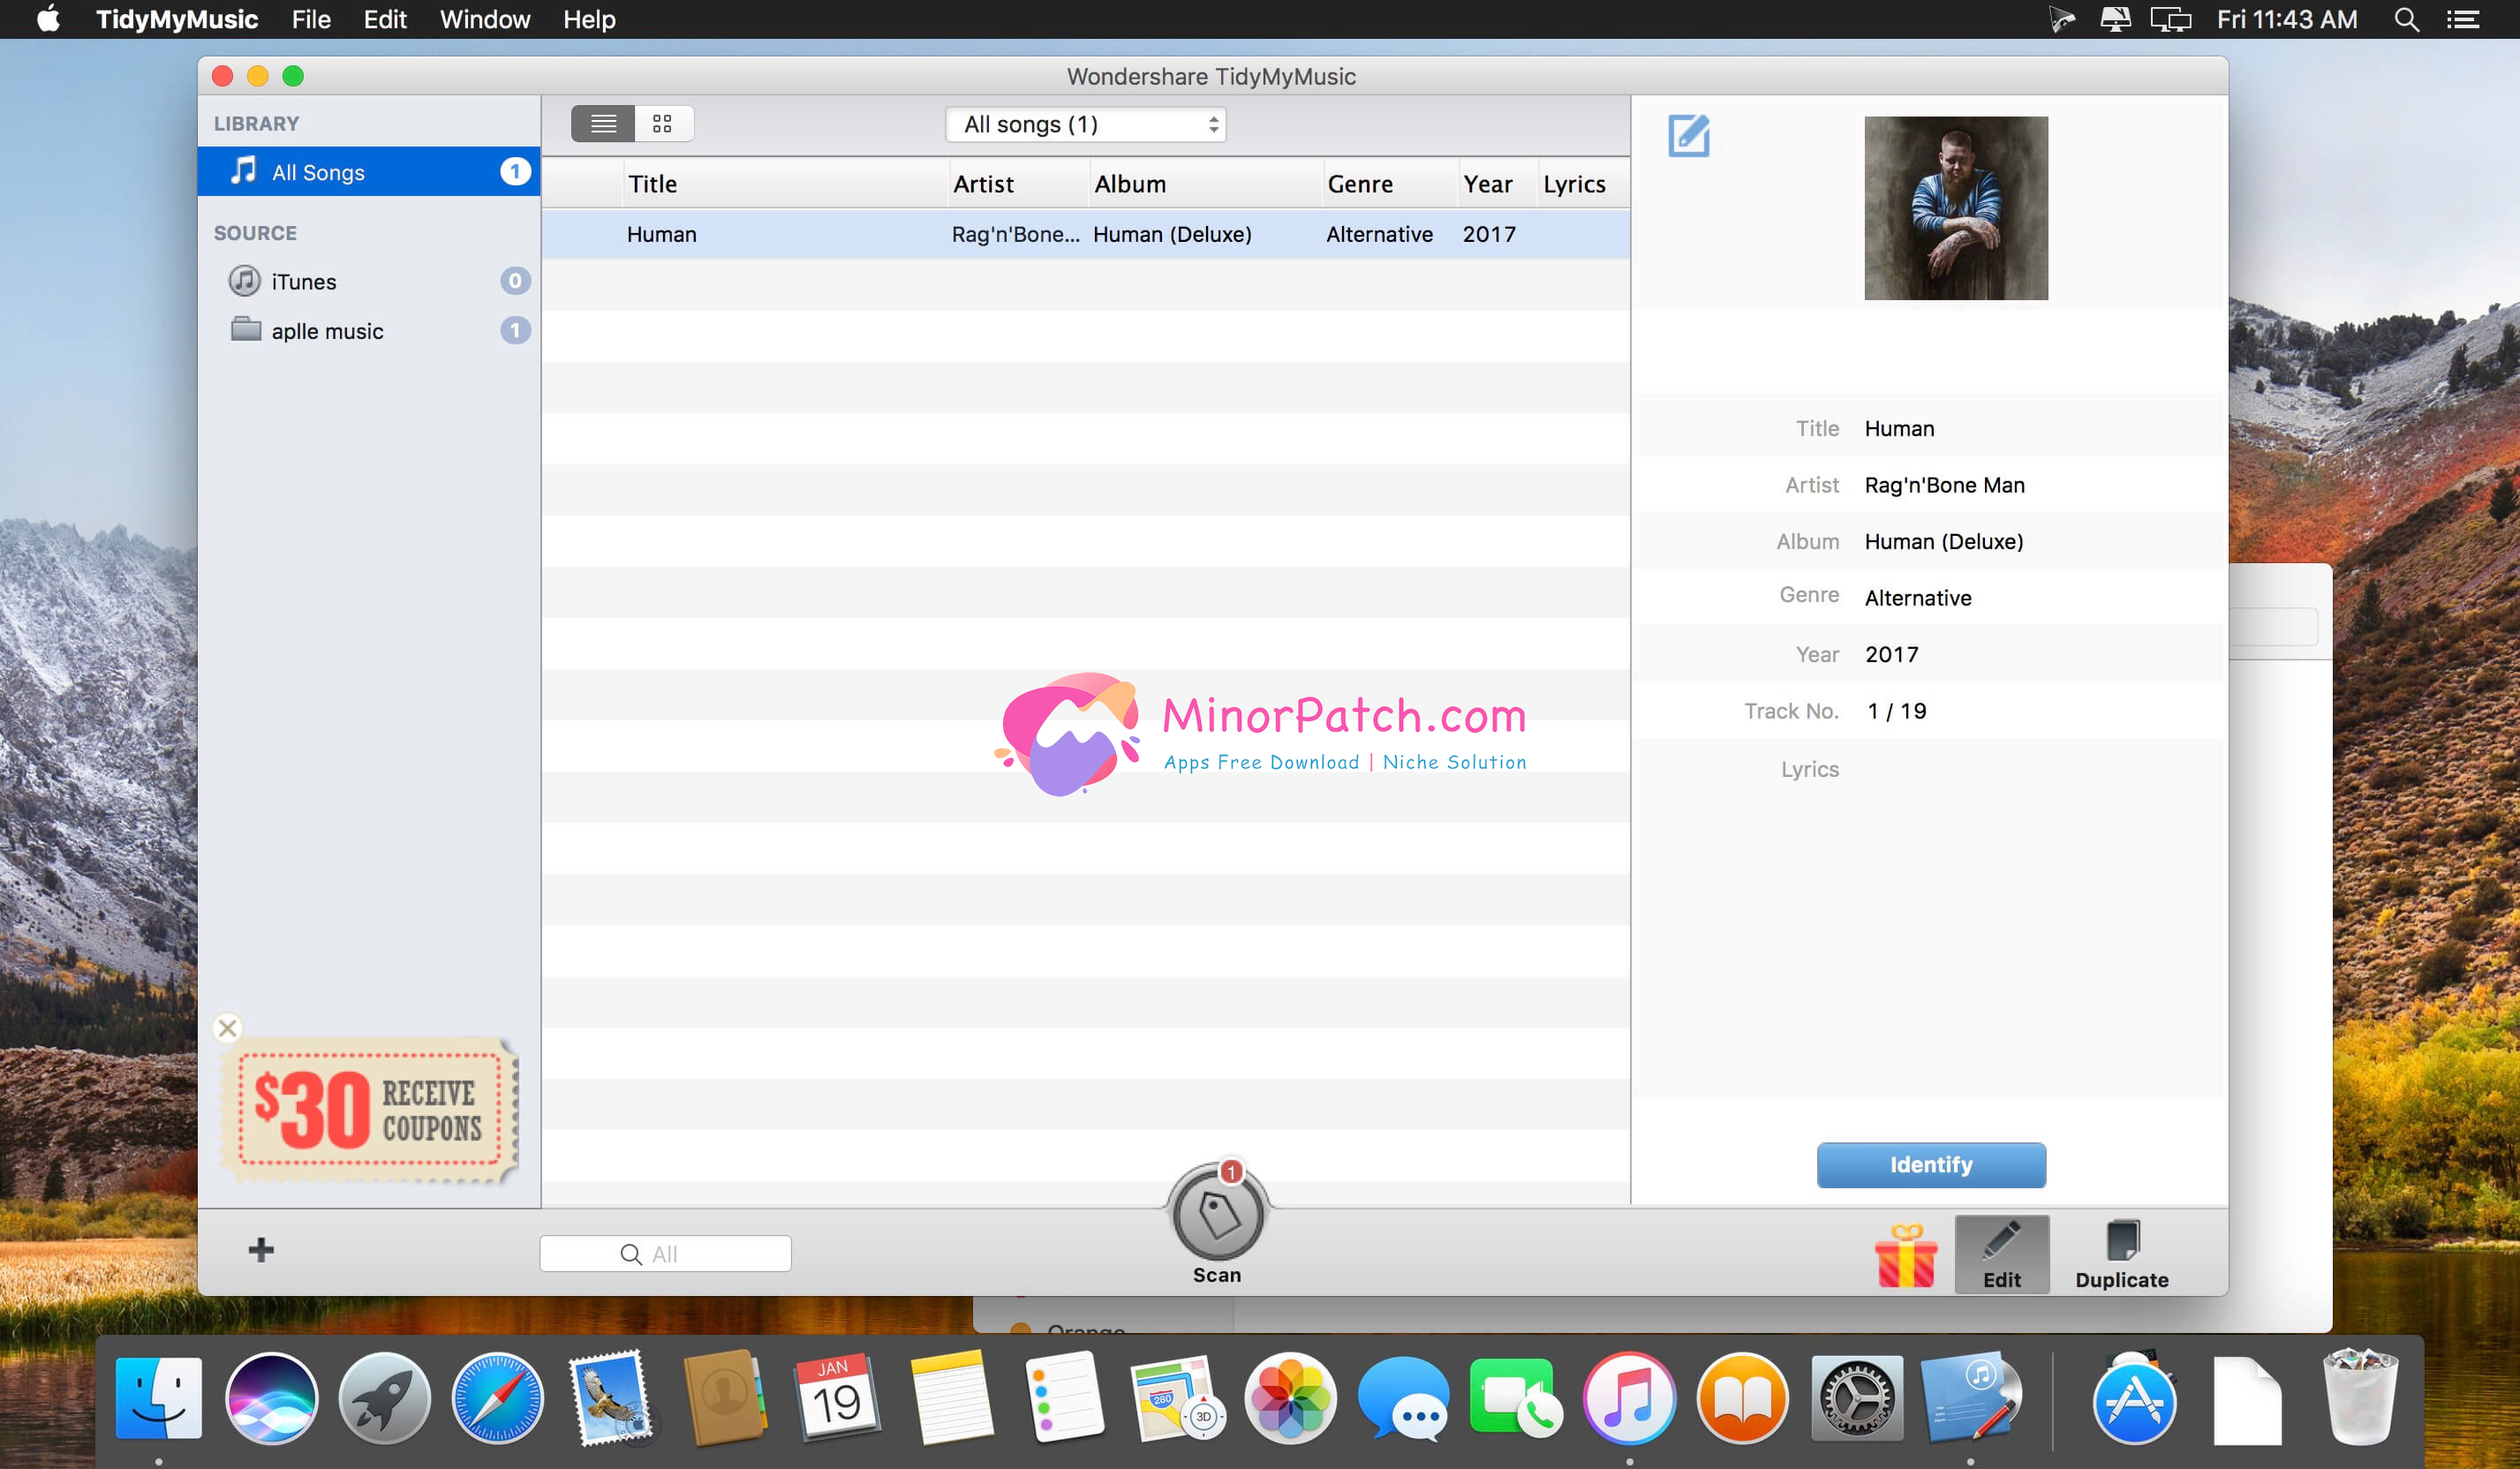 TidyMyMusic File Edit Window Help Fri 11:43 AM
Wondershare TidyMyMusic
LIBRARY
All Songs 1
SOURCE
iTunes 0
aplle music 1
$30 RECEIVE COUPONS
All songs (1)
Title Artist Album Genre Year Lyrics
Human Rag'n'Bone... Human (Deluxe) Alternative 2017
MinorPatch.com
Apps Free Download | Niche Solution
Title Human
Artist Rag'n'Bone Man
Album Human (Deluxe)
Genre Alternative
Year 2017
Track No. 1 / 19
Lyrics
Identify
All
1
Scan
Edit
Duplicate
Orange
JAN
19
280
3D